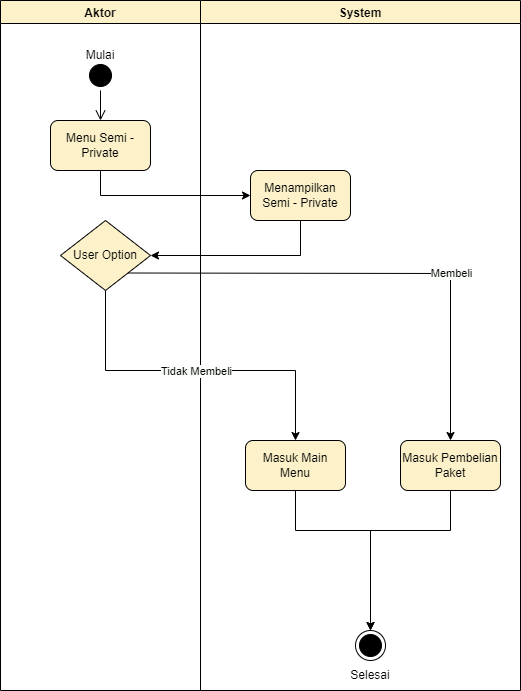 Aktor
System
Mulai
Menu Semi -
Private
Menampilkan
Semi - Private
User Option
Membeli
Tidak Membeli
Masuk Main
Menu
Masuk Pembelian
Paket
Selesai